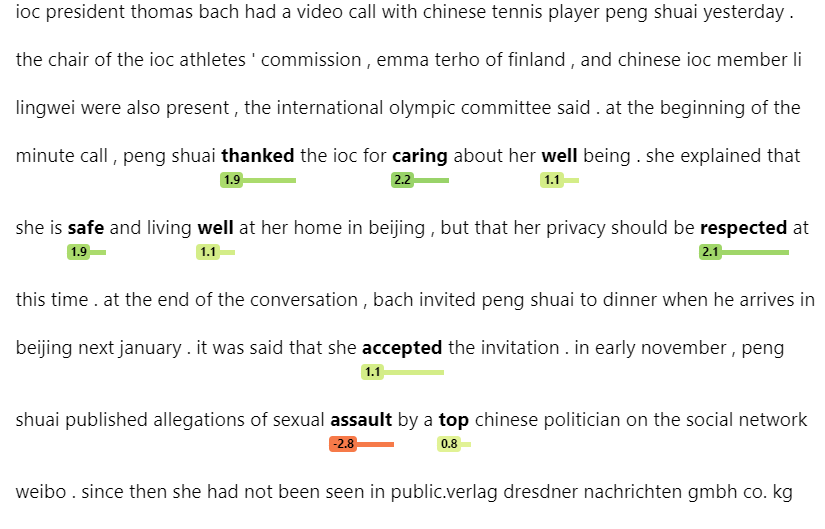 ioc president thomas bach had a video call with chinese tennis player peng shuai yesterday .
the chair of the ioc athletes ' commission , emma terho of finland , and chinese ioc member li
lingwei were also present , the international olympic committee said . at the beginning of the
minute call , peng shuai thanked the ioc for caring about her well being . she explained that
1.9 2.2 1.1
she is safe and living well at her home in beijing , but that her privacy should be respected at
1.9 1.1 2.1
this time . at the end of the conversation , bach invited peng shuai to dinner when he arrives in
beijing next january . it was said that she accepted the invitation . in early november , peng
1.1
shuai published allegations of sexual assault by a top chinese politician on the social network
-2.8 0.8
weibo . since then she had not been seen in public.verlag dresdner nachrichten gmbh co. kg